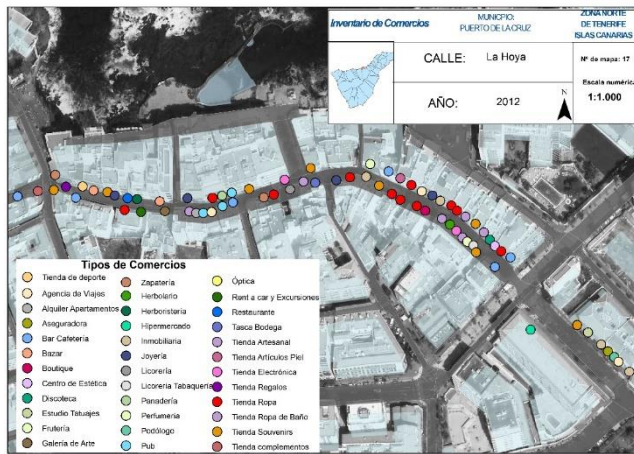 Inventario de Comercios
MUNICPIO:
PUERTO DE LA CRUZ
ZONA NORTE
DE TENERIFE
ISLAS CANARIAS
CALLE: La Hoya
Nº de mapa: 17
AÑO: 2012
Escala numérica
1:1.000
N
Tipos de Comercios
Tienda de deporte
Agencia de Viajes
Alquiler Apartamentos
Aseguradora
Bar Cafetería
Bazar
Boutique
Centro de Estética
Discoteca
Estudio Tatuajes
Frutería
Galería de Arte
Zapatería
Herbolario
Herboristeria
Hipermercado
Inmobiliaria
Joyería
Licorería
Licoreria Tabaquería
Panadería
Perfumeria
Podólogo
Pub
Óptica
Rent a car y Excursiones
Restaurante
Tasca Bodega
Tienda Artesanal
Tienda Artículos Piel
Tienda Electrónica
Tienda Regalos
Tienda Ropa
Tienda Ropa de Baño
Tienda Souvenirs
Tienda complementos